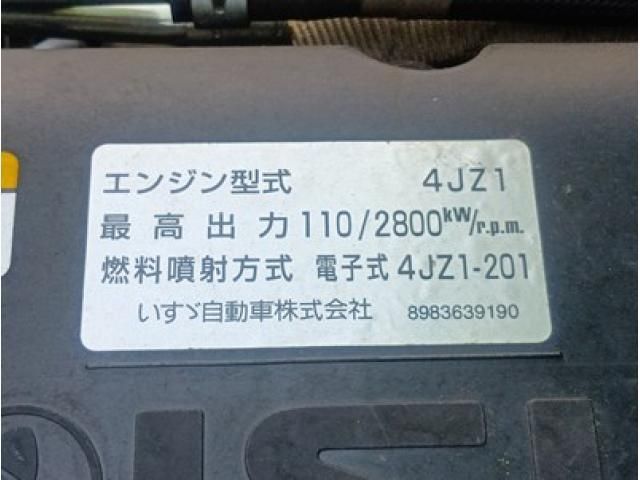 エンジン型式 4JZ1
最高出力 110/2800kW/r.p.m.
燃料噴射方式 電子式 4JZ1-201
いすゞ自動車株式会社 8983639190